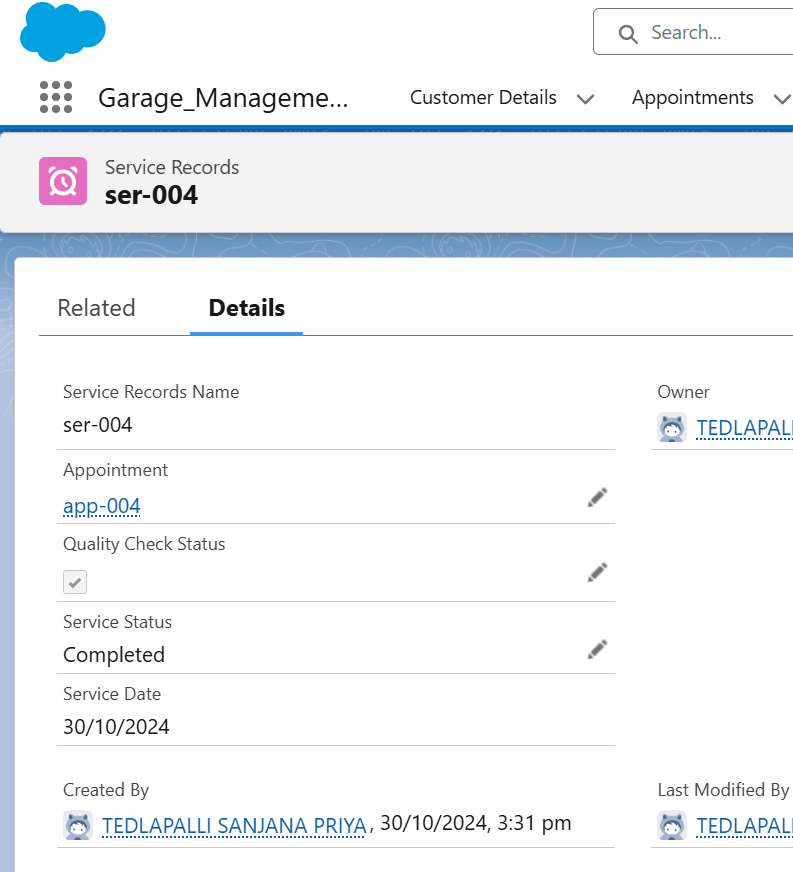 Search...
Garage_Manageme...
Customer Details
Appointments
Service Records
ser-004
Related
Details
Service Records Name
ser-004
Owner
TEDLAPALL
Appointment
app-004
Quality Check Status
Service Status
Completed
Service Date
30/10/2024
Created By
TEDLAPALLI SANJANA PRIYA, 30/10/2024, 3:31 pm
Last Modified By
TEDLAPALL